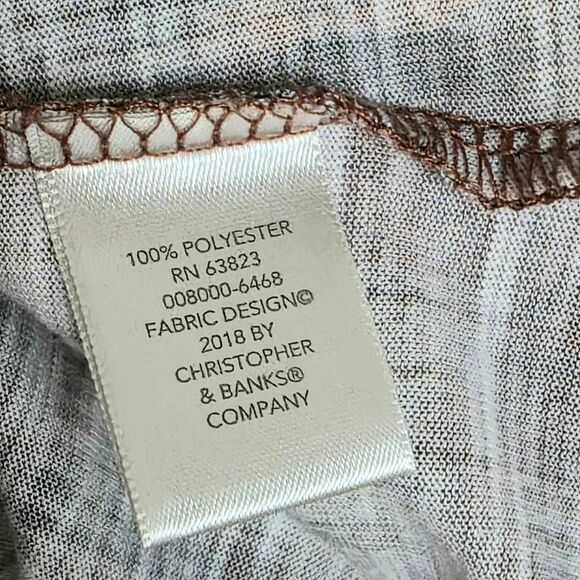 100% POLYESTER
RN 63823
008000-6468
FABRIC DESIGN©
2018 BY
CHRISTOPHER
& BANKS®
COMPANY